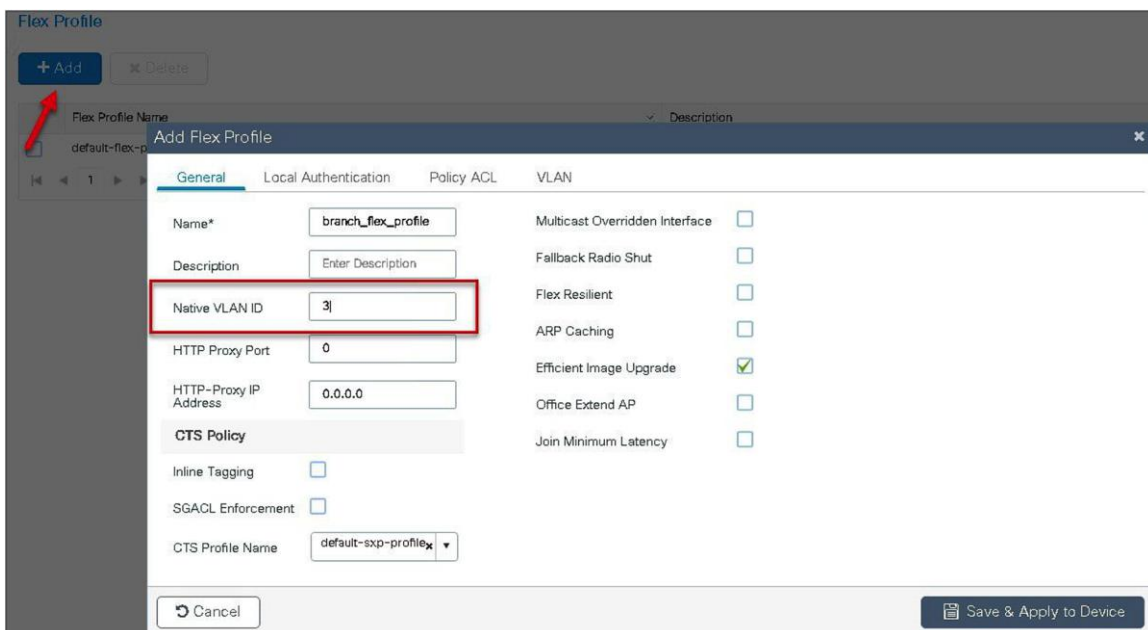 Flex Profile
+ Add
✖ Delete
Flex Profile Name
Description
default-flex-p
1
Add Flex Profile
General Local Authentication Policy ACL VLAN
Name* branch_flex_profile
Description Enter Description
Native VLAN ID 3
HTTP Proxy Port 0
HTTP-Proxy IP
Address
0.0.0.0
CTS Policy
Inline Tagging
SGACL Enforcement
CTS Profile Name default-sxp-profile
Multicast Overridden Interface
Fallback Radio Shut
Flex Resilient
ARP Caching
Efficient Image Upgrade
Office Extend AP
Join Minimum Latency
Cancel
Save & Apply to Device